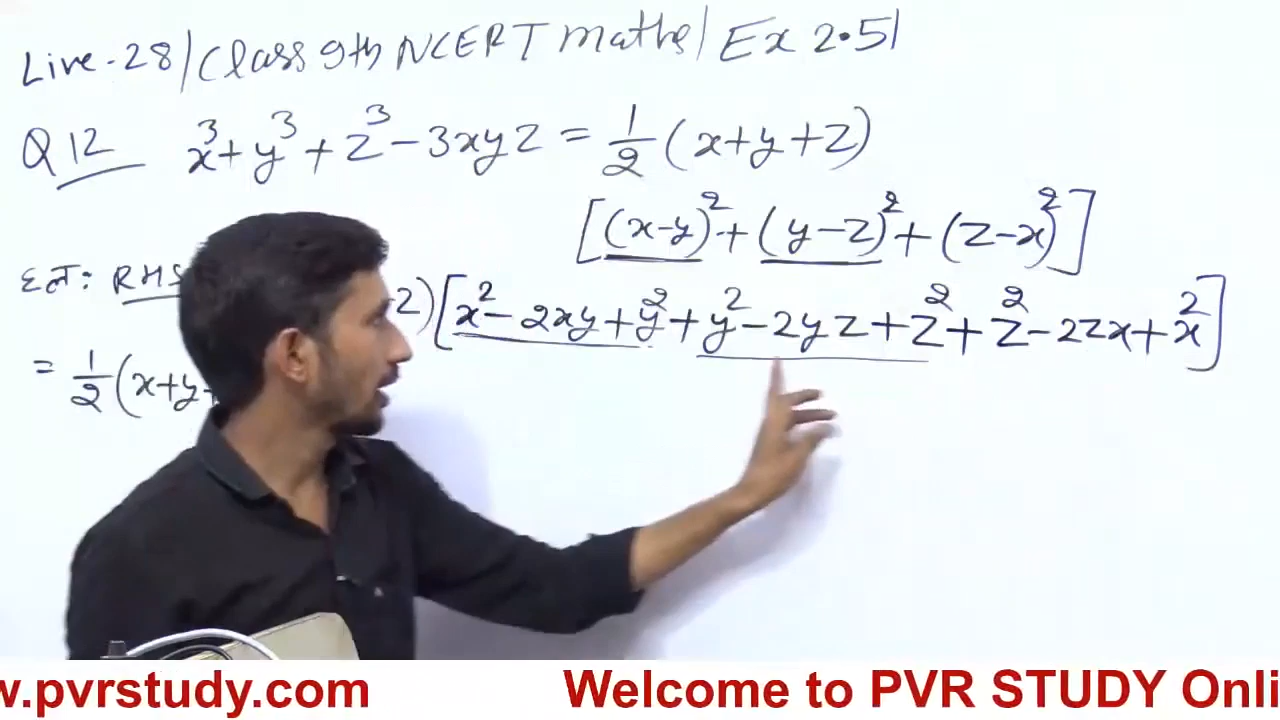 Live-28/Class 9th NCERT maths/Ex 2.5/
Q12 x³+y³+z³-3xyz=1/2(x+y+z)
[(x-y)²+(y-z)²+(z-x)²]
हल: RHS
=1/2(x+y+z)[x²-2xy+y²+y²-2yz+z²+z²-2zx+x²]
w.pvrstudy.com Welcome to PVR STUDY Onli